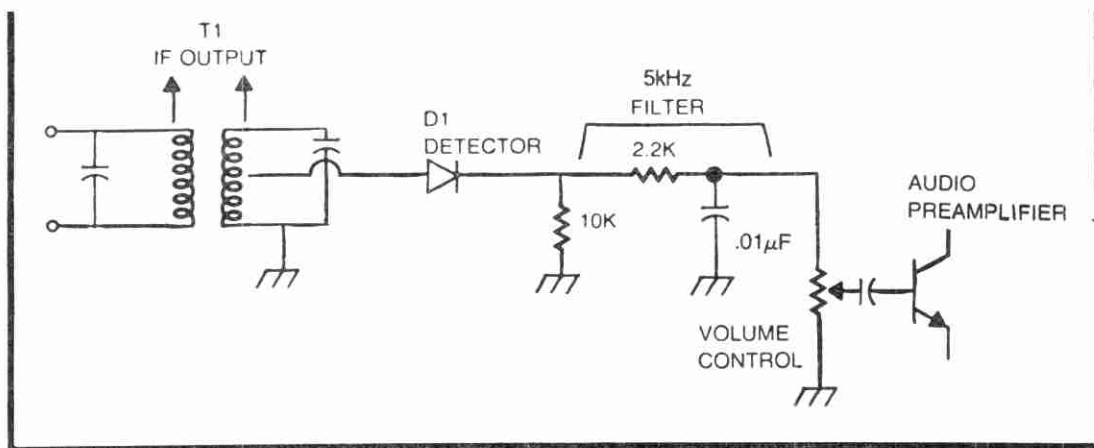 T1
IF OUTPUT
5kHz
FILTER
D1
DETECTOR
2.2K
10K
.01µF
AUDIO
PREAMPLIFIER
VOLUME
CONTROL